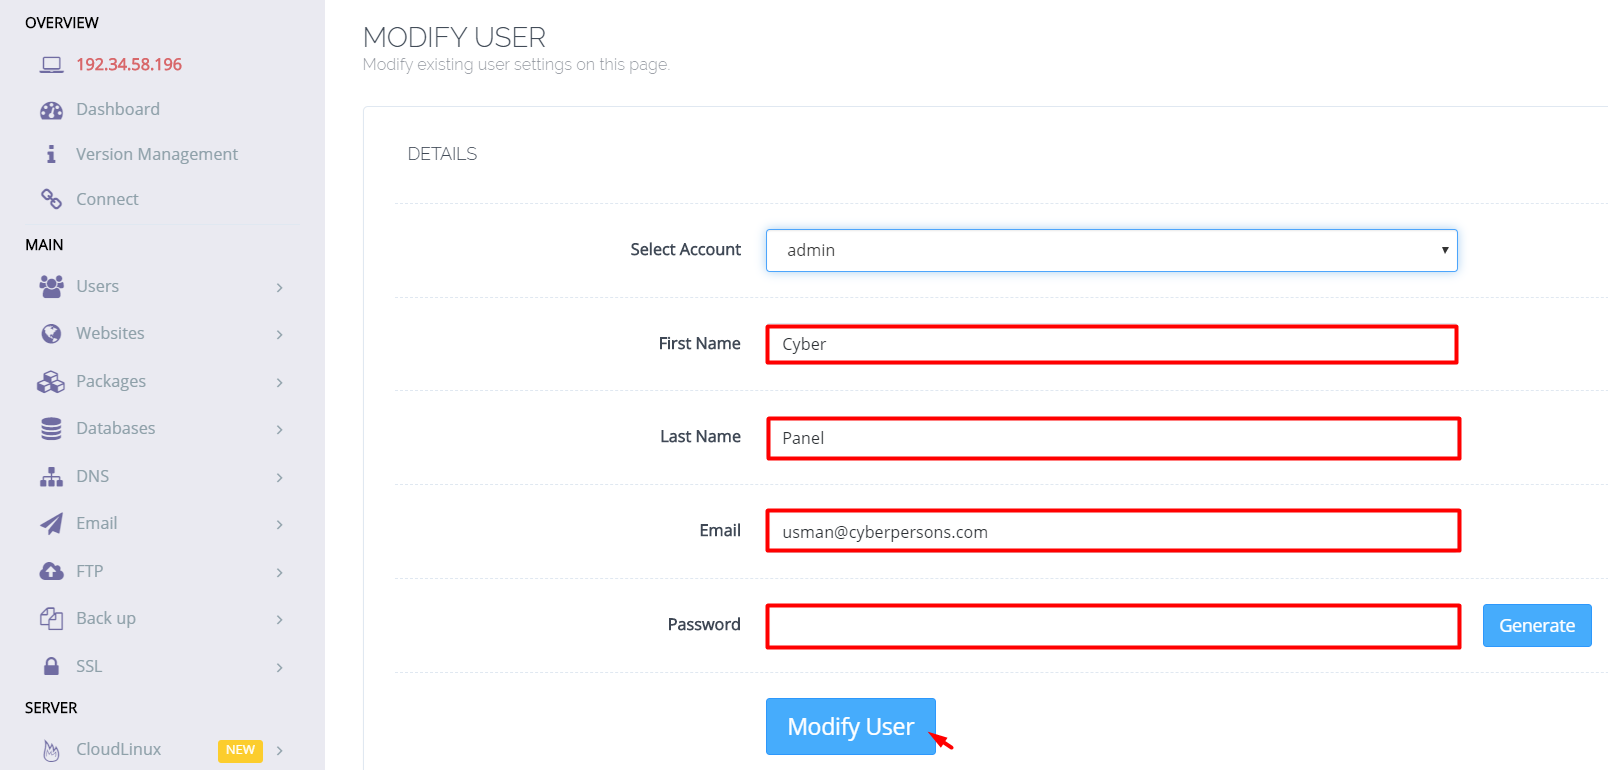 OVERVIEW
192.34.58.196
Dashboard
Version Management
Connect
MAIN
Users
Websites
Packages
Databases
DNS
Email
FTP
Back up
SSL
SERVER
CloudLinux NEW
MODIFY USER
Modify existing user settings on this page.
DETAILS
Select Account admin
First Name Cyber
Last Name Panel
Email usman@cyberpersons.com
Password Generate
Modify User